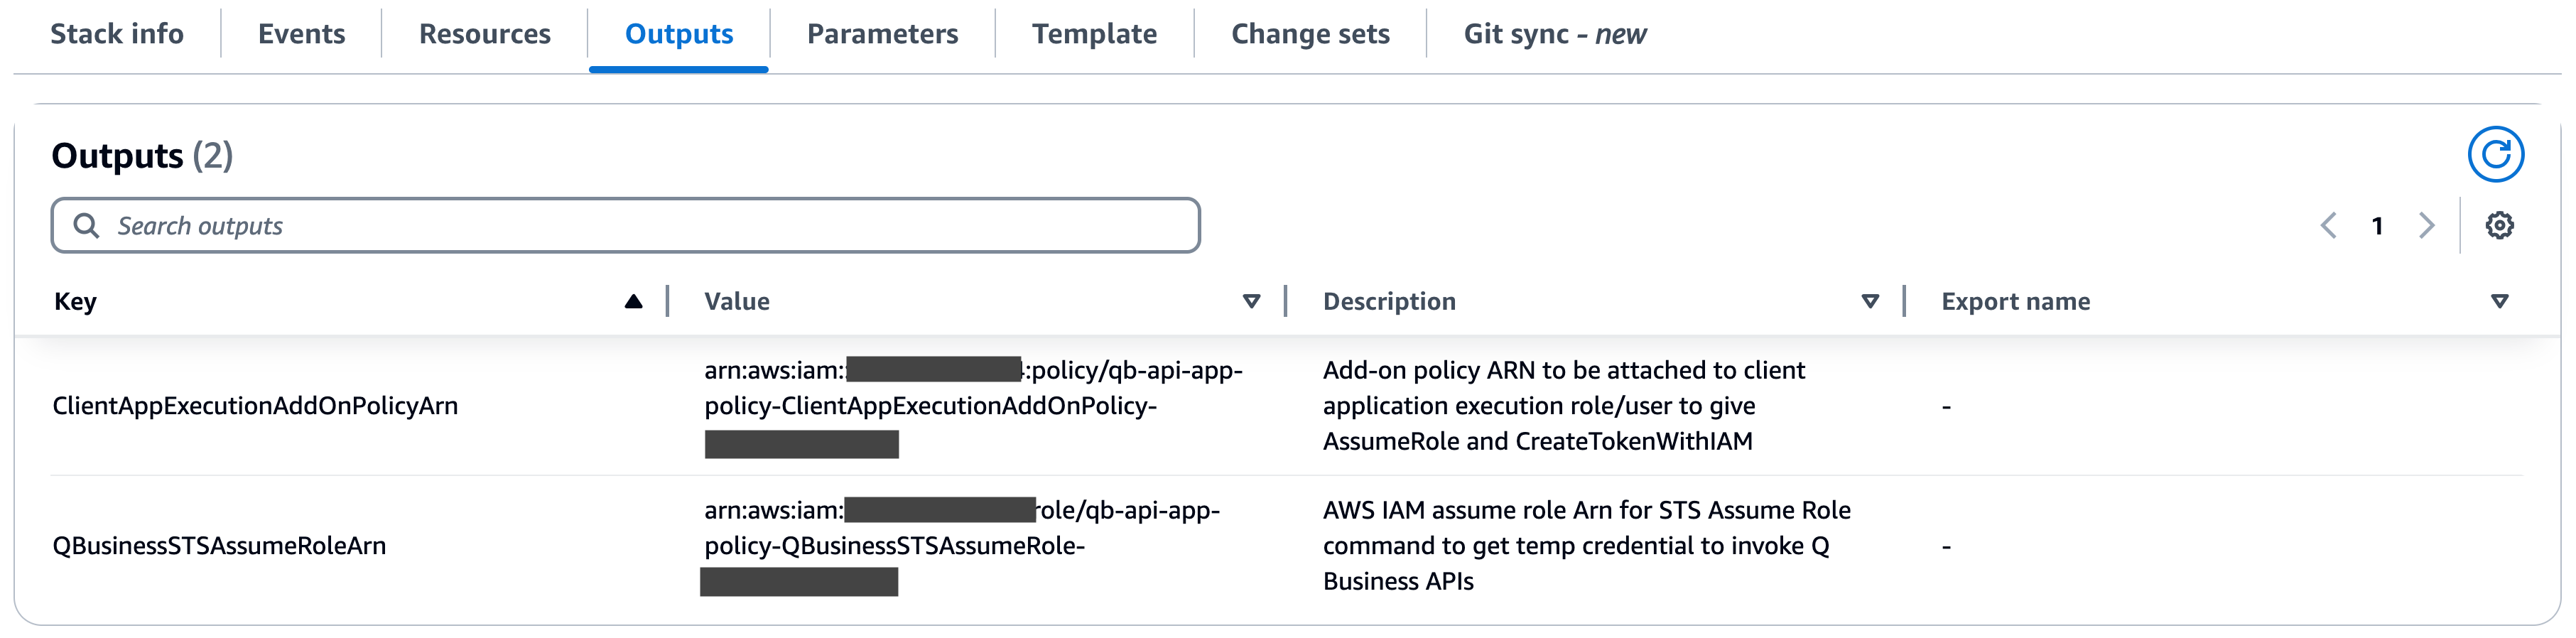 Stack info
Events
Resources
Outputs
Parameters
Template
Change sets
Git sync - new
Outputs (2)
Search outputs
1
Key
Value
Description
Export name
ClientAppExecutionAddOnPolicyArn
arn:aws:iam: :policy/qb-api-app-
policy-ClientAppExecutionAddOnPolicy-
Add-on policy ARN to be attached to client
application execution role/user to give
AssumeRole and CreateTokenWithIAM
-
QBusinessSTSAssumeRoleArn
arn:aws:iam: role/qb-api-app-
policy-QBusinessSTSAssumeRole-
AWS IAM assume role Arn for STS Assume Role
command to get temp credential to invoke Q
Business APIs
-